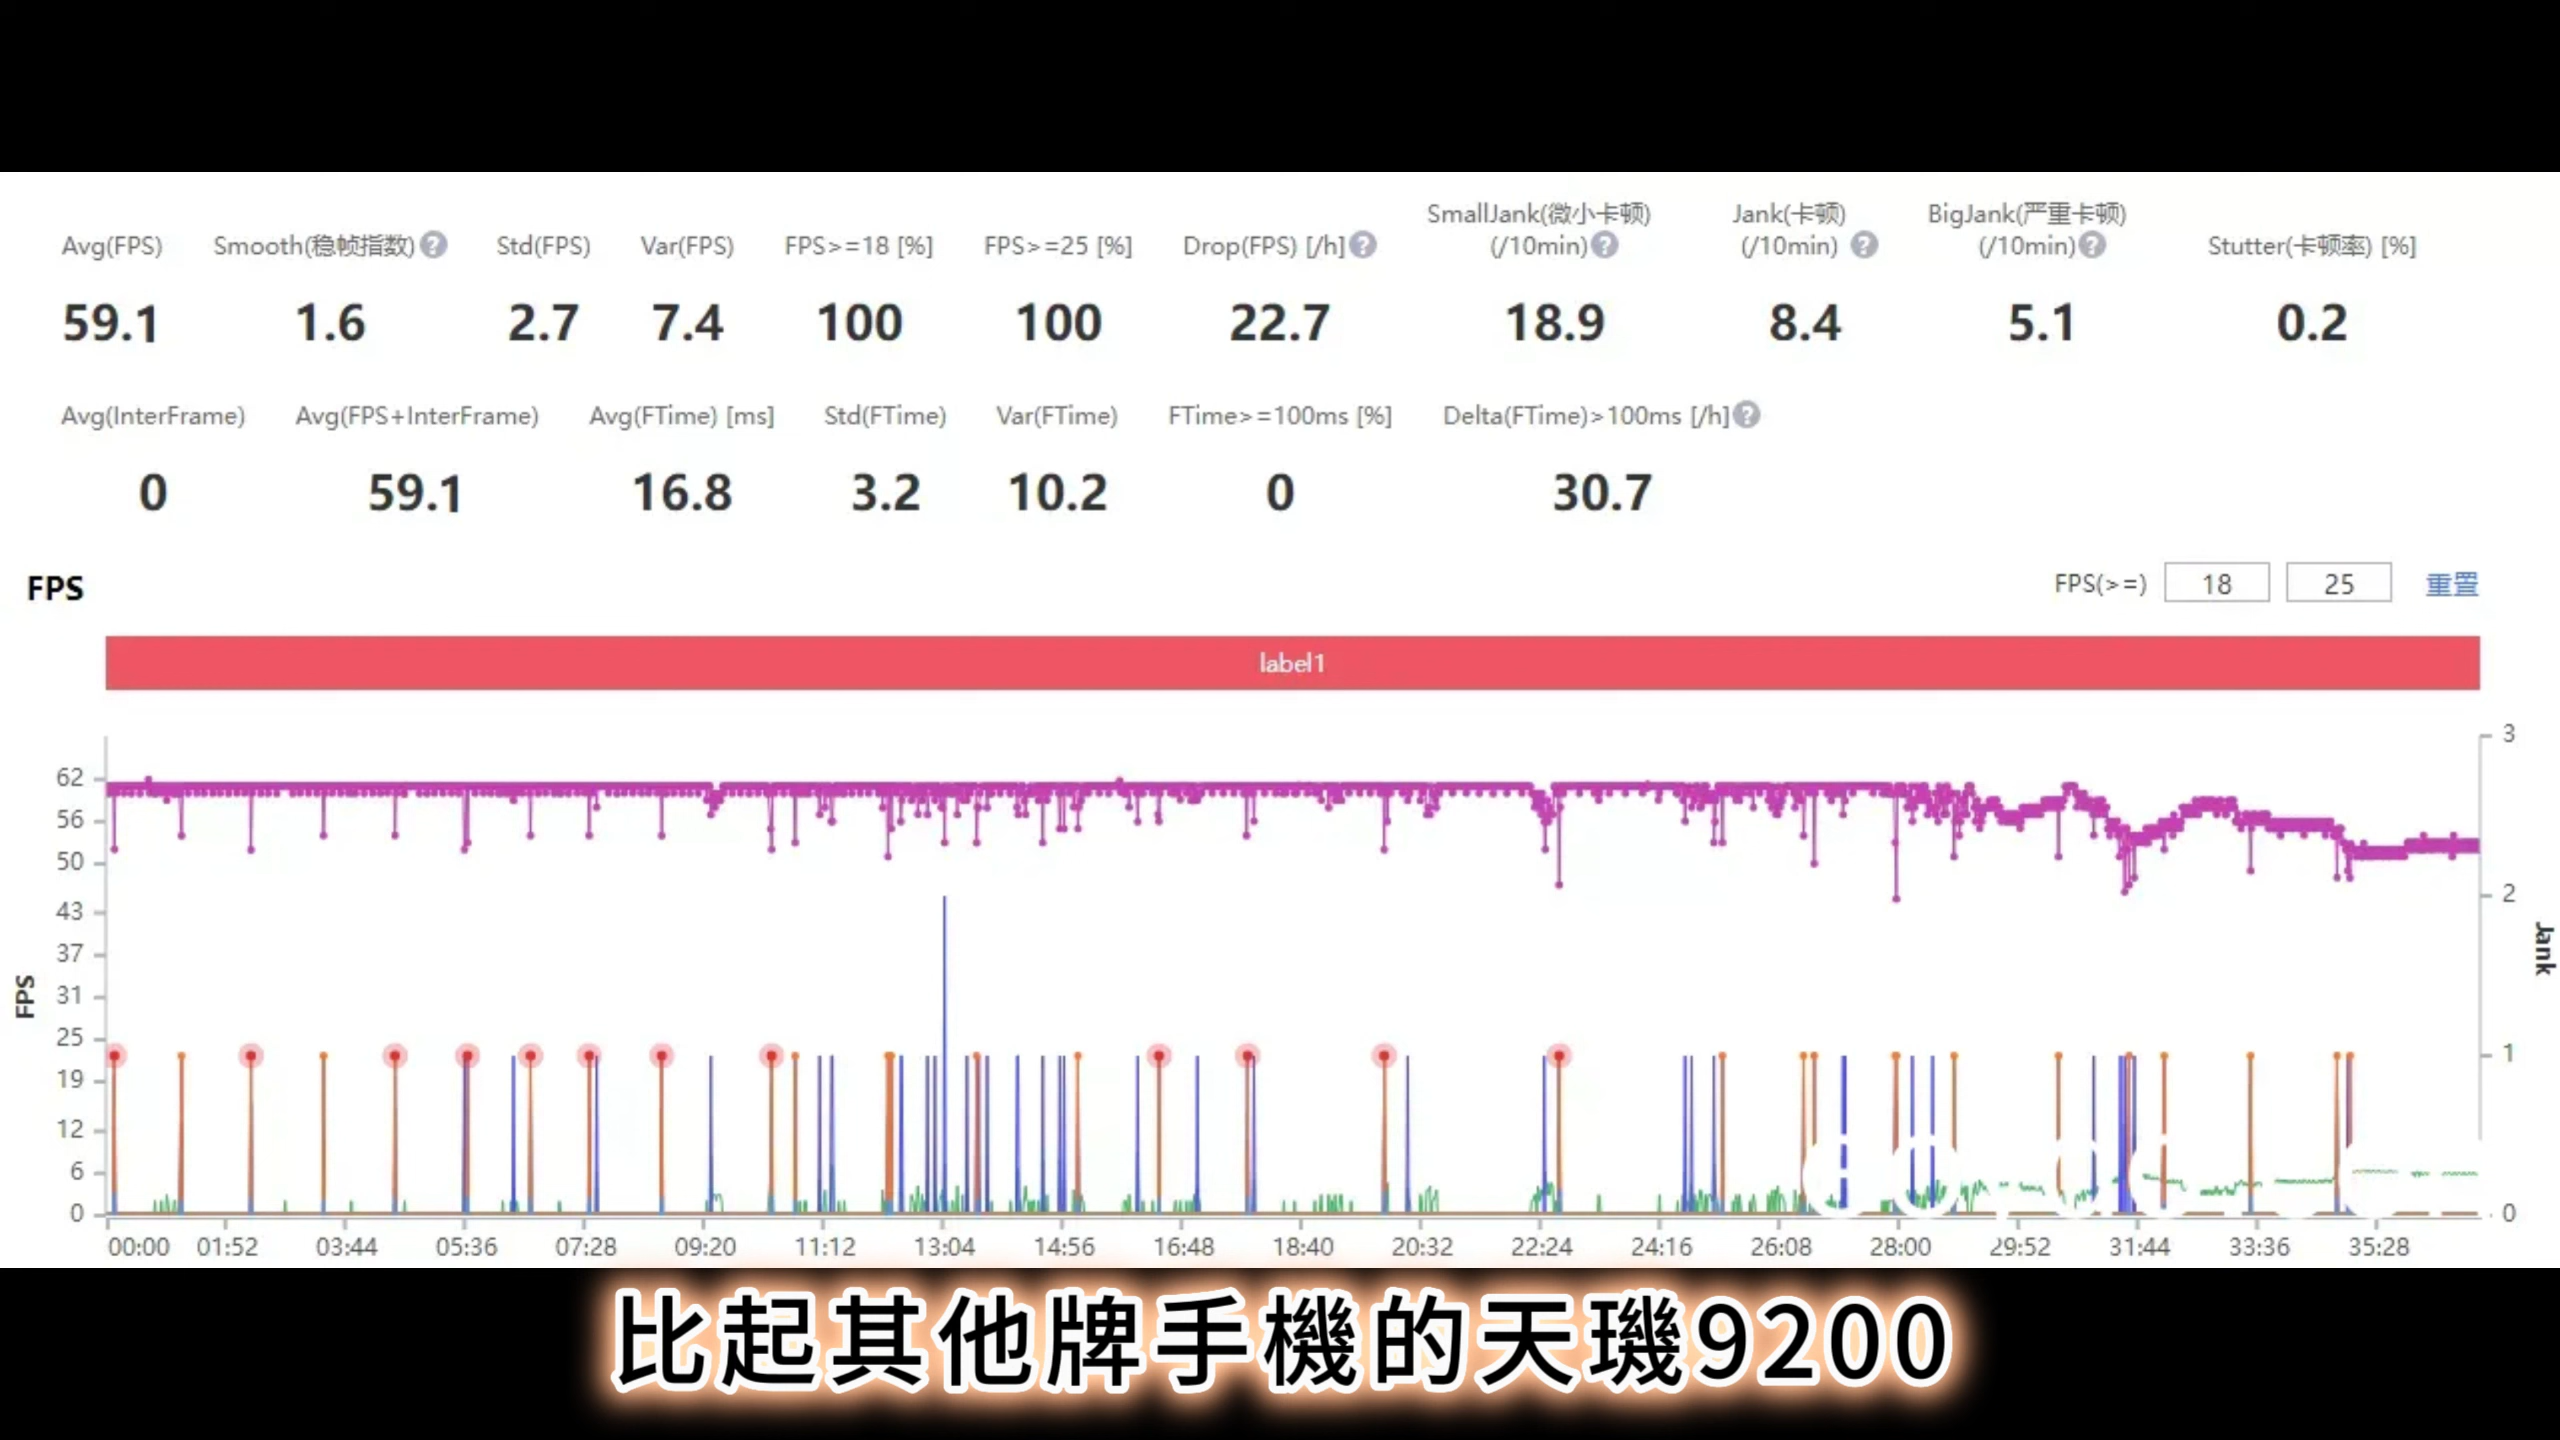 SmallJank(微小卡顿) Jank(卡顿) BigJank(严重卡顿)
Avg(FPS) Smooth(稳帧指数) ? Std(FPS) Var(FPS) FPS>=18 [%] FPS>=25 [%] Drop(FPS) [/h] ? (/10min) ? (/10min) ? (/10min) ? Stutter(卡顿率) [%]
59.1 1.6 2.7 7.4 100 100 22.7 18.9 8.4 5.1 0.2
Avg(InterFrame) Avg(FPS+InterFrame) Avg(FTime) [ms] Std(FTime) Var(FTime) FTime>=100ms [%] Delta(FTime)>100ms [/h] ?
0 59.1 16.8 3.2 10.2 0 30.7
FPS FPS(>=) 18 25 重置
label1
62
56
50
43
37
31
25
19
12
6
0
FPS
3
2
1
0
Jank
00:00 01:52 03:44 05:36 07:28 09:20 11:12 13:04 14:56 16:48 18:40 20:32 22:24 24:16 26:08 28:00 29:52 31:44 33:36 35:28
比起其他牌手機的天璣9200